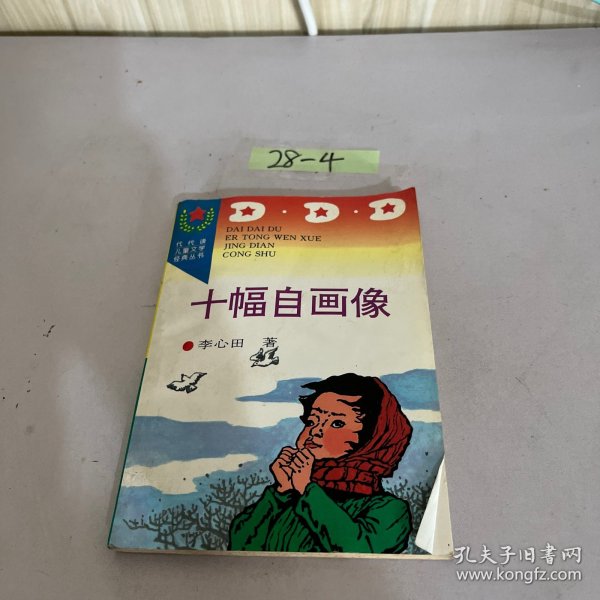 28-4
D·D·D
代代读
儿童文学
经典丛书
DAI DAI DU
ER TONG WEN XUE
JING DIAN
CONG SHU
十幅自画像
李心田 著
孔夫子旧书网
www.kongfz.com